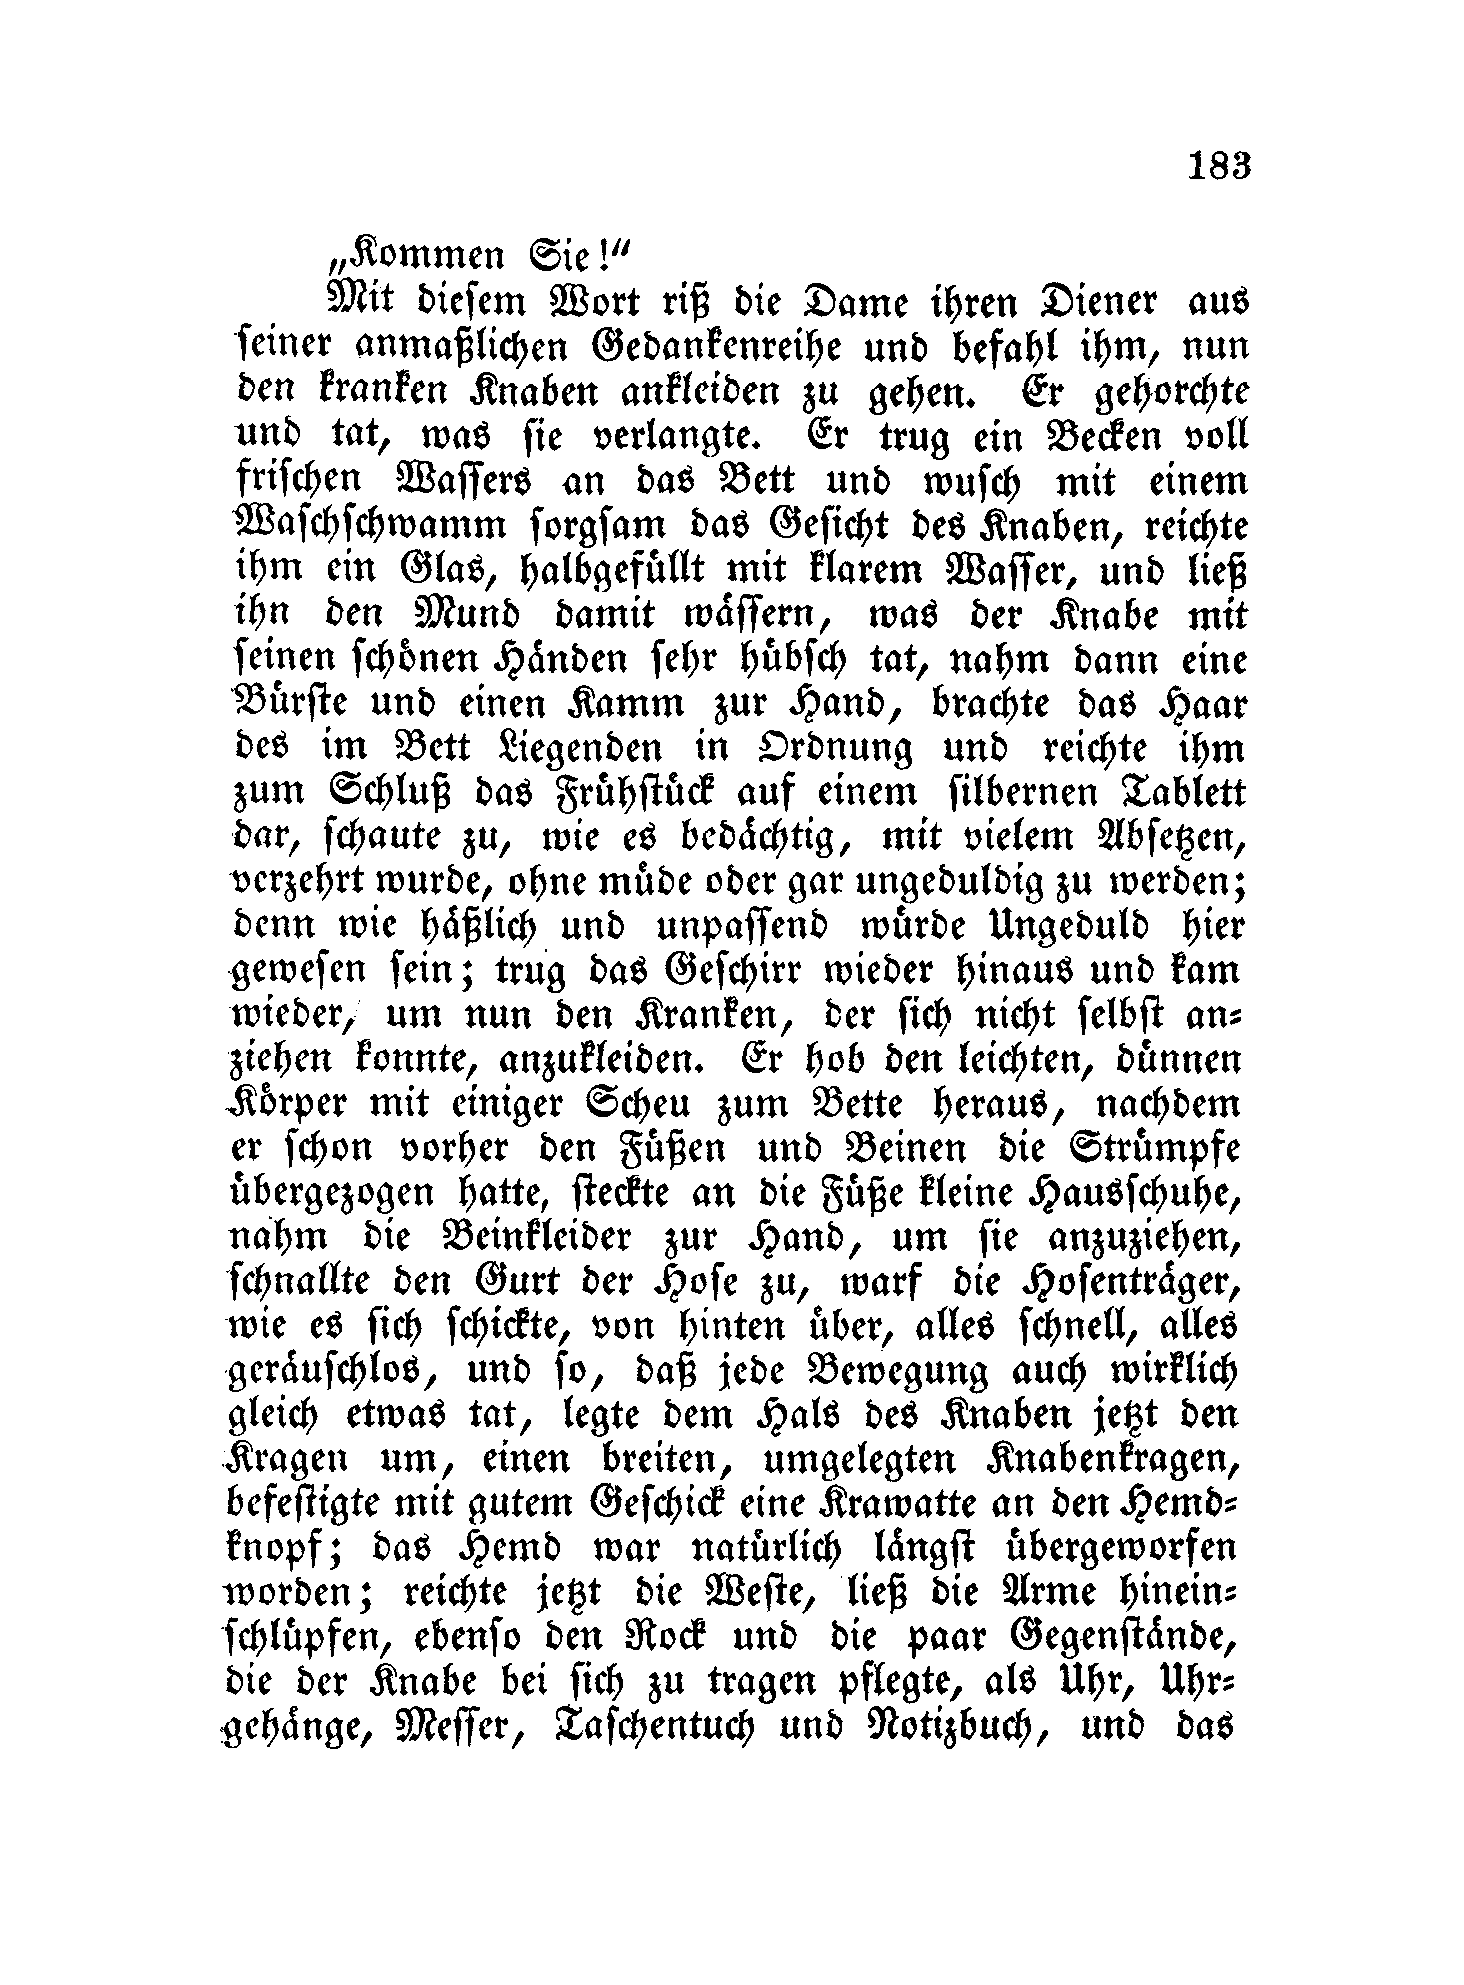 183
„Kommen Sie!“
Mit diesem Wort riß die Dame ihren Diener aus
seiner anmaßlichen Gedankenreihe und befahl ihm, nun
den kranken Knaben ankleiden zu gehen. Er gehorchte
und tat, was sie verlangte. Er trug ein Becken voll
frischen Wassers an das Bett und wusch mit einem
Waschschwamm sorgsam das Gesicht des Knaben, reichte
ihm ein Glas, halbgefüllt mit klarem Wasser, und ließ
ihn den Mund damit wässern, was der Knabe mit
seinen schönen Händen sehr hübsch tat, nahm dann eine
Bürste und einen Kamm zur Hand, brachte das Haar
des im Bett Liegenden in Ordnung und reichte ihm
zum Schluß das Frühstück auf einem silbernen Tablett
dar, schaute zu, wie es bedächtig, mit vielem Absetzen,
verzehrt wurde, ohne müde oder gar ungeduldig zu werden;
denn wie häßlich und unpassend würde Ungeduld hier
gewesen sein; trug das Geschirr wieder hinaus und kam
wieder, um nun den Kranken, der sich nicht selbst an-
ziehen konnte, anzukleiden. Er hob den leichten, dünnen
Körper mit einiger Scheu zum Bette heraus, nachdem
er schon vorher den Füßen und Beinen die Strümpfe
übergezogen hatte, steckte an die Füße kleine Hausschuhe,
nahm die Beinkleider zur Hand, um sie anzuziehen,
schnallte den Gurt der Hose zu, warf die Hosenträger,
wie es sich schickte, von hinten über, alles schnell, alles
geräuschlos, und so, daß jede Bewegung auch wirklich
gleich etwas tat, legte dem Hals des Knaben jetzt den
Kragen um, einen breiten, umgelegten Knabenkragen,
befestigte mit gutem Geschick eine Krawatte an den Hemd-
knopf; das Hemd war natürlich längst übergeworfen
worden; reichte jetzt die Weste, ließ die Arme hinein-
schlüpfen, ebenso den Rock und die paar Gegenstände,
die der Knabe bei sich zu tragen pflegte, als Uhr, Uhr-
gehänge, Messer, Taschentuch und Notizbuch, und das